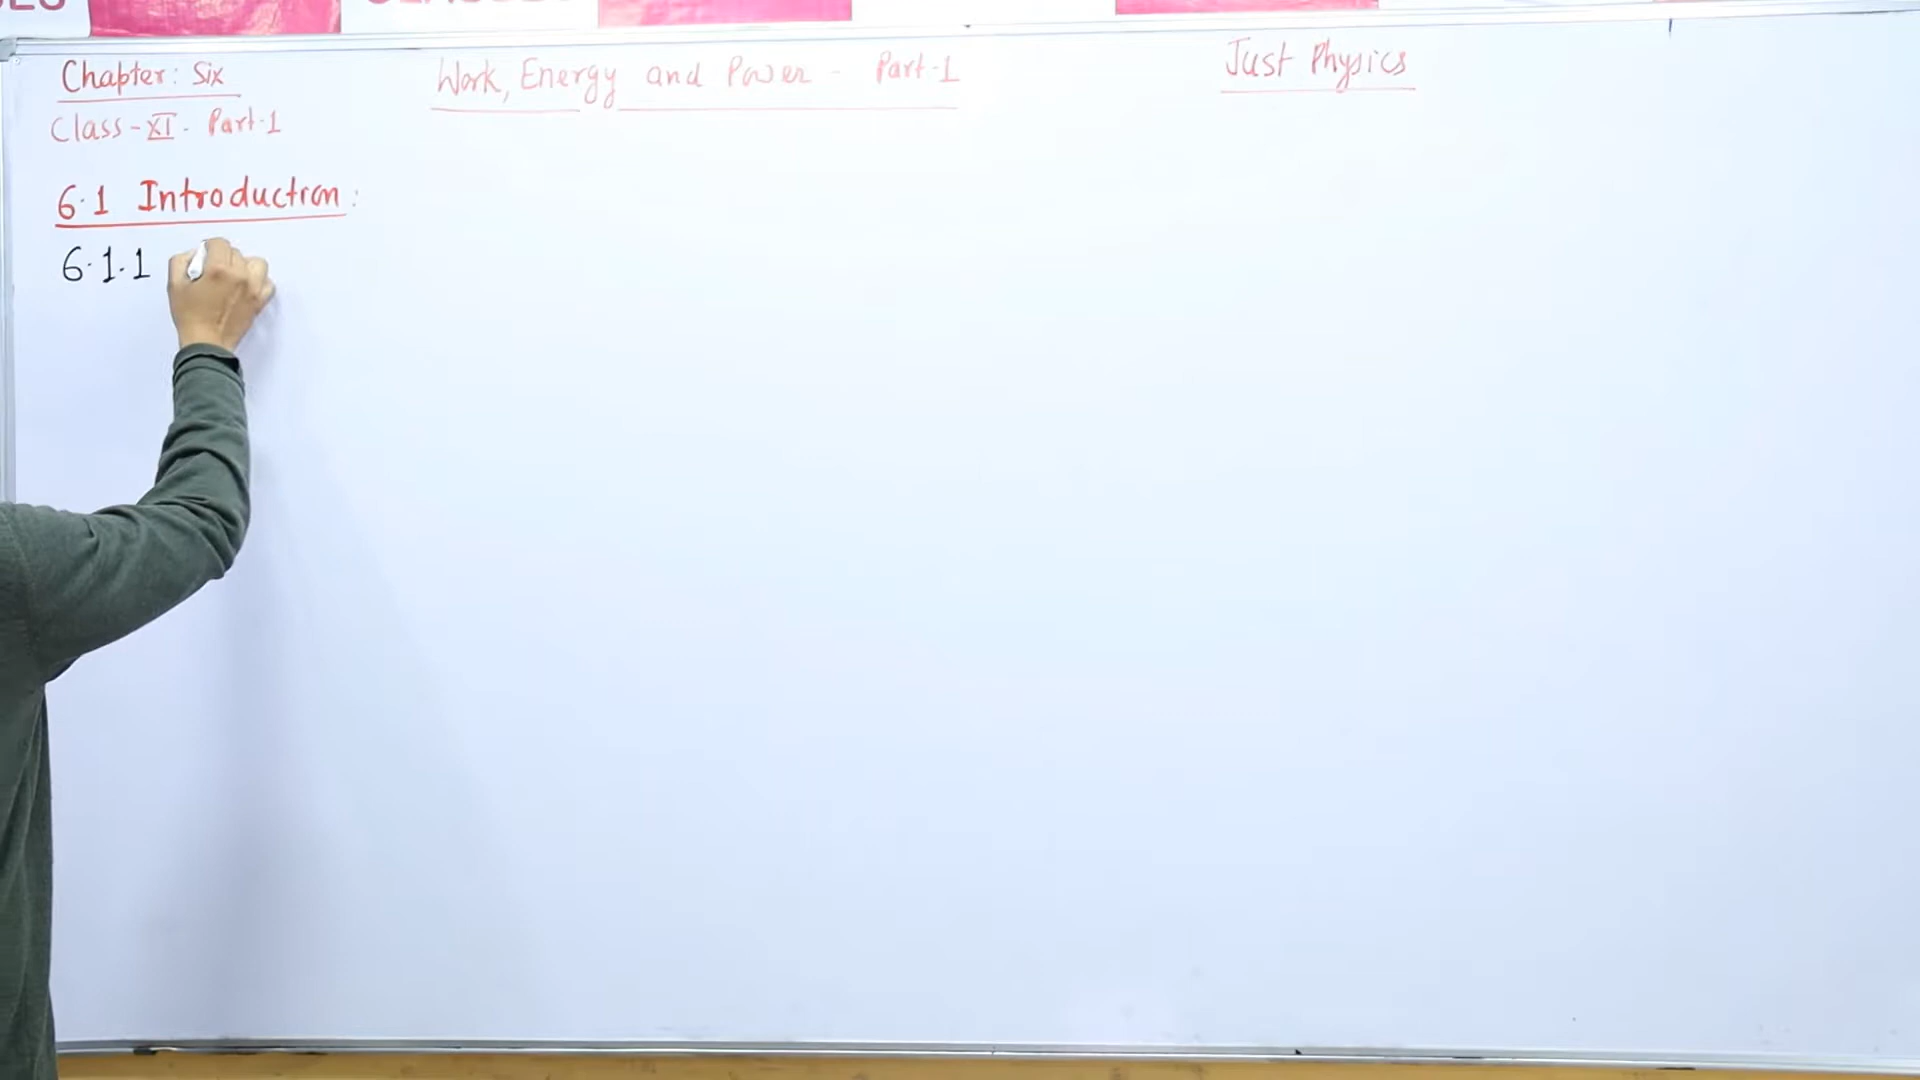 Chapter: Six
Work, Energy and Power - Part-1
Just Physics
Class-XI- Part-1
6.1 Introduction:
6.1.1